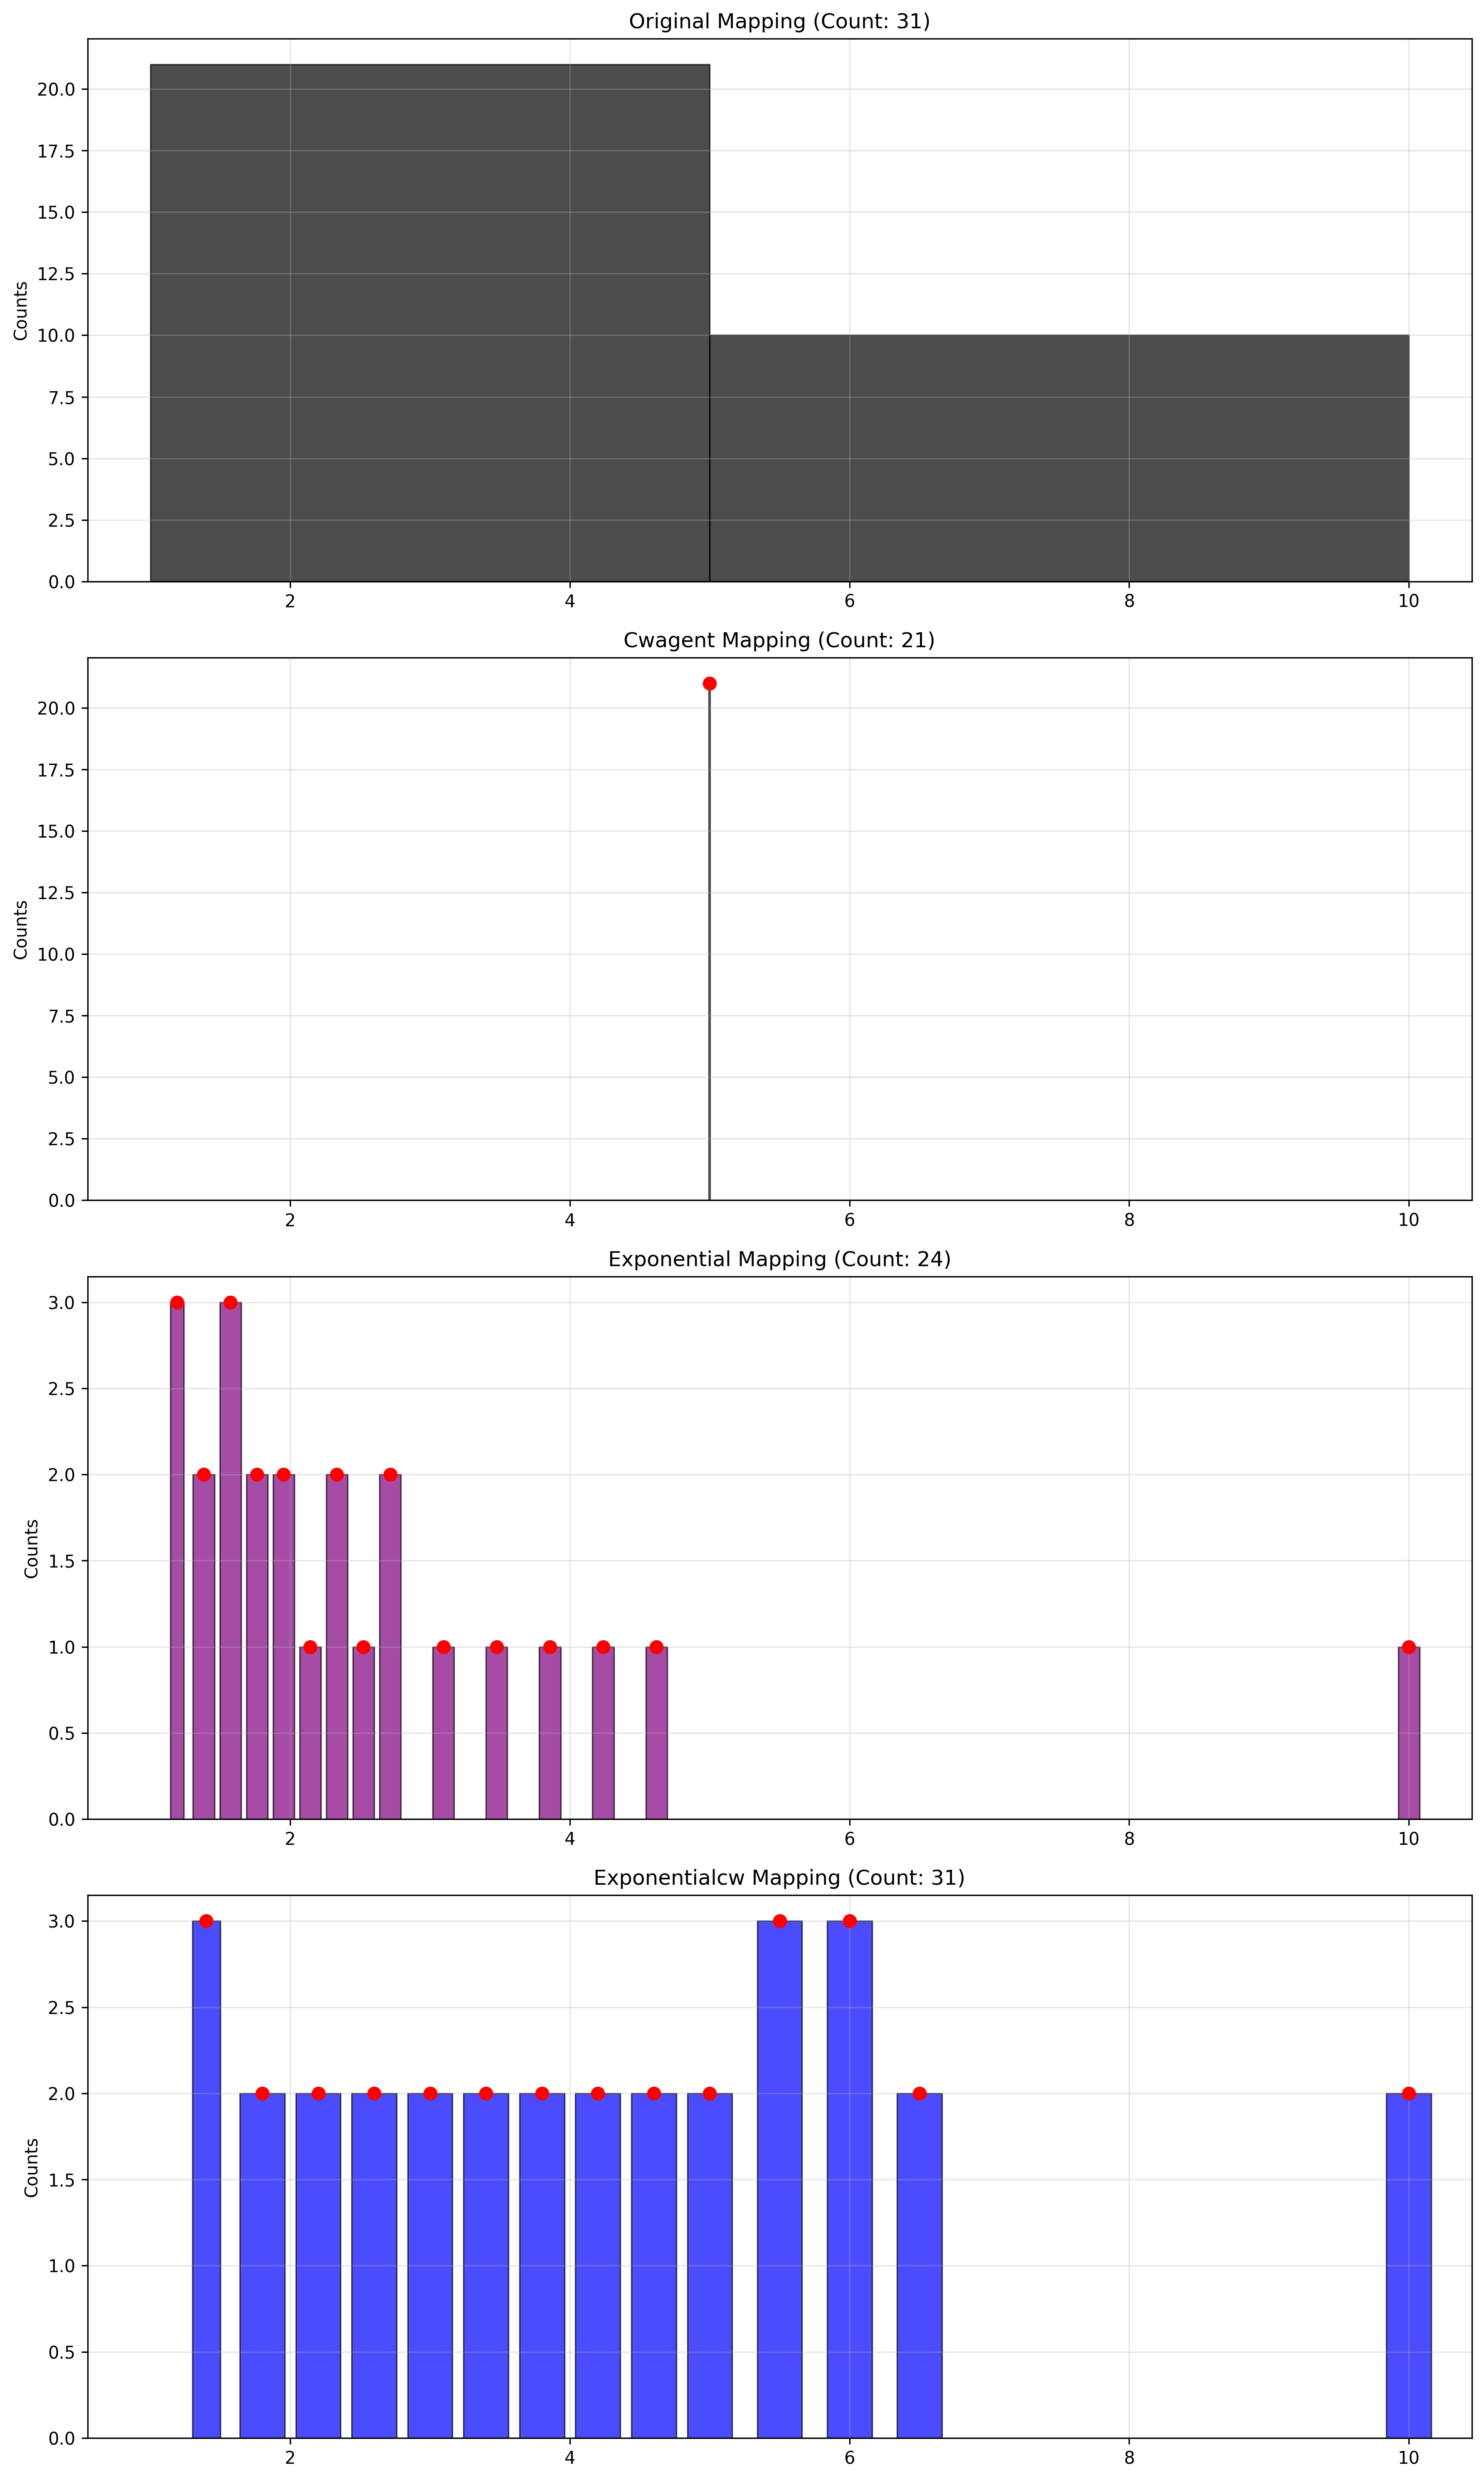 Original Mapping (Count: 31)
Counts
20.0
17.5
15.0
12.5
10.0
7.5
5.0
2.5
0.0
2 4 6 8 10
Cwagent Mapping (Count: 21)
Counts
20.0
17.5
15.0
12.5
10.0
7.5
5.0
2.5
0.0
2 4 6 8 10
Exponential Mapping (Count: 24)
Counts
3.0
2.5
2.0
1.5
1.0
0.5
0.0
2 4 6 8 10
Exponentialcw Mapping (Count: 31)
Counts
3.0
2.5
2.0
1.5
1.0
0.5
0.0
2 4 6 8 10